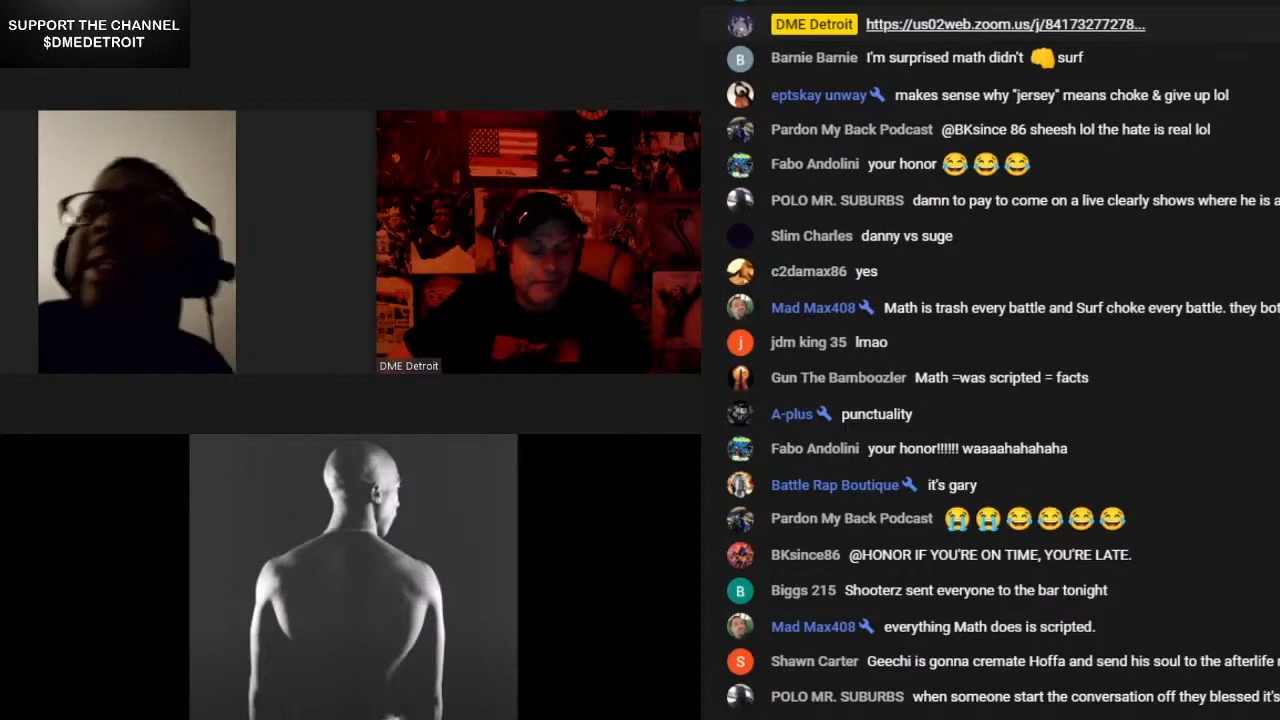 SUPPORT THE CHANNEL
$DMEDETROIT
DME Detroit https://us02web.zoom.us/j/84173277278...
Barnie Barnie I'm surprised math didn't 👊 surf
eptskay unway makes sense why "jersey" means choke & give up lol
Pardon My Back Podcast @BKsince 86 sheesh lol the hate is real lol
Fabo Andolini your honor 😂 😂 😂
POLO MR. SUBURBS damn to pay to come on a live clearly shows where he is a
Slim Charles danny vs suge
c2damax86 yes
Mad Max408 Math is trash every battle and Surf choke every battle. they bot
jdm king 35 lmao
Gun The Bamboozler Math =was scripted = facts
A-plus punctuality
Fabo Andolini your honor!!!!!! waaaahahahaha
Battle Rap Boutique it's gary
Pardon My Back Podcast 😭 😭 😂 😂 😂 😂
BKsince86 @HONOR IF YOU'RE ON TIME, YOU'RE LATE.
Biggs 215 Shooterz sent everyone to the bar tonight
Mad Max408 everything Math does is scripted.
Shawn Carter Geechi is gonna cremate Hoffa and send his soul to the afterlife
POLO MR. SUBURBS when someone start the conversation off they blessed it's
DME Detroit
B
j
B
S